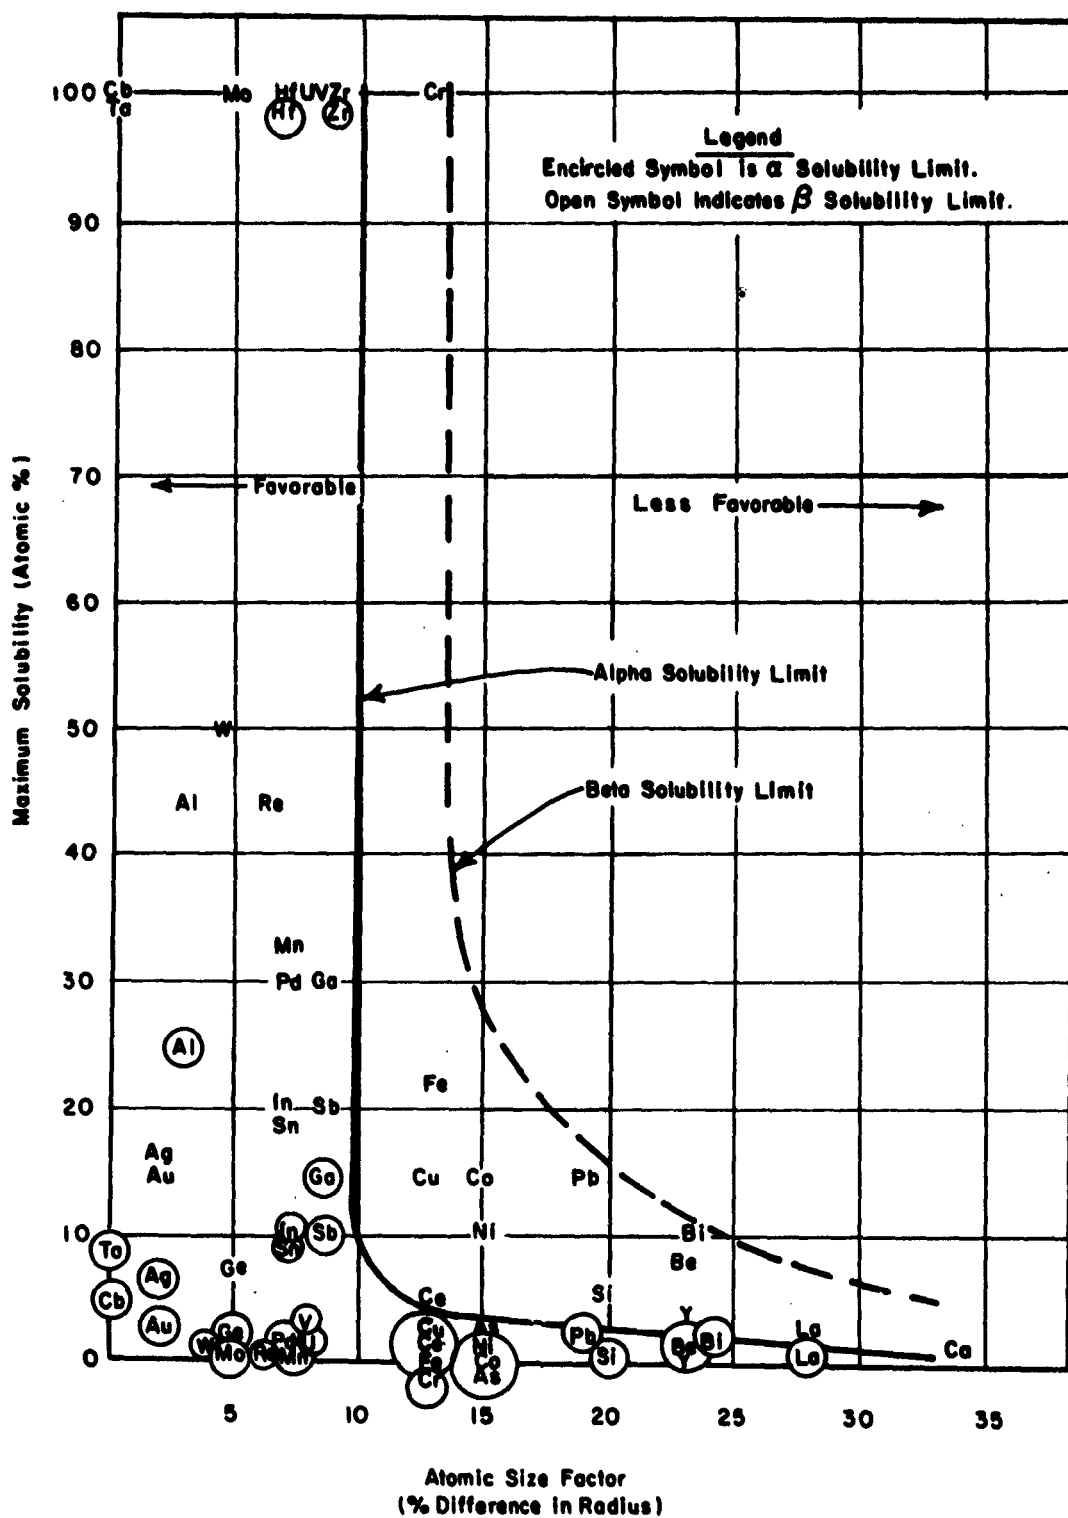 100 Cb Mo Hf U V Zr Cr
Ta Hf Zr
Legend
Encircled Symbol is α Solubility Limit.
Open Symbol Indicates β Solubility Limit.
90
80
70
Favorable
Less Favorable
60
Alpha Solubility Limit
50 W
Beta Solubility Limit
Al Re
40
Mn
30 Pd Ga
Al
Fe
20 In Sb
Sn
Ag
Au Ga Cu Co Pb
10 In Sb Ni Bi
Ta Sn
Ge Be
Ag
Cb Ce Si
Au V Y
Ge Pd U Cu As Pb Be Bi La
W Mo Re Mn Ni Co Si Y La Ca
0 Cr As
5 10 15 20 25 30 35
Maximum Solubility (Atomic %)
Atomic Size Factor
(% Difference in Radius)